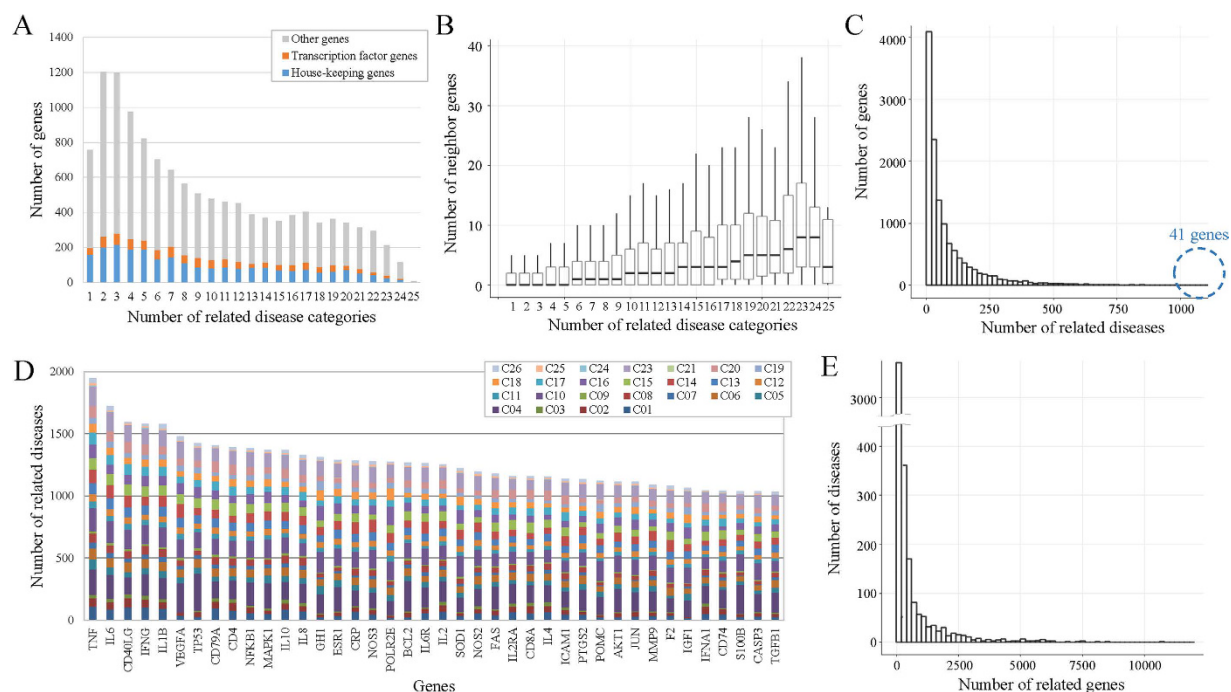 A
1400
1200
1000
800
600
400
200
0
Number of genes
Other genes
Transcription factor genes
House-keeping genes
1 2 3 4 5 6 7 8 9 10 11 12 13 14 15 16 17 18 19 20 21 22 23 24 25
Number of related disease categories
B
40
30
20
10
0
Number of neighbor genes
1 2 3 4 5 6 7 8 9 10 11 12 13 14 15 16 17 18 19 20 21 22 23 24 25
Number of related disease categories
C
4000
3000
2000
1000
0
Number of genes
41 genes
0 250 500 750 1000
Number of related diseases
D
2000
1500
1000
500
0
Number of related diseases
C26 C25 C24 C23 C21 C20 C19
C18 C17 C16 C15 C14 C13 C12
C11 C10 C09 C08 C07 C06 C05
C04 C03 C02 C01
TNF IL6 CD40LG IFNG IL1B VEGFA TP53 CD79A CD4 NFKB1 MAPK1 IL10 IL8 GH1 ESR1 CRP NOS3 POLR2E BCL2 IL6R IL2 SOD1 NOS2 FAS IL2RA CD8A IL4 ICAM1 PTGS2 POMC AKT1 JUN MMP9 F2 IGF1 IFNA1 CD74 S100B CASP3 TGFB1
Genes
E
3000
400
300
200
100
0
Number of diseases
0 2500 5000 7500 10000
Number of related genes